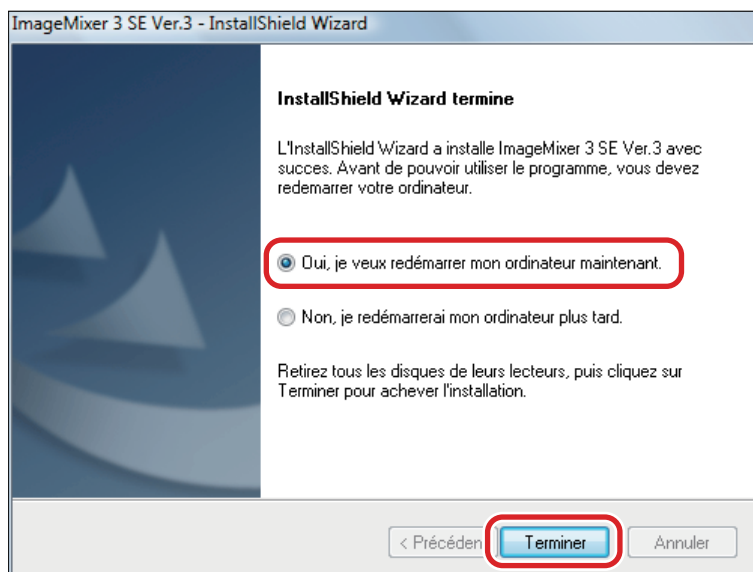 ImageMixer 3 SE Ver.3 - InstallShield Wizard
InstallShield Wizard termine
L'InstallShield Wizard a installe ImageMixer 3 SE Ver.3 avec
succes. Avant de pouvoir utiliser le programme, vous devez
redemarrer votre ordinateur.
Oui, je veux redémarrer mon ordinateur maintenant.
Non, je redémarrerai mon ordinateur plus tard.
Retirez tous les disques de leurs lecteurs, puis cliquez sur
Terminer pour achever l'installation.
< Précéden Terminer Annuler